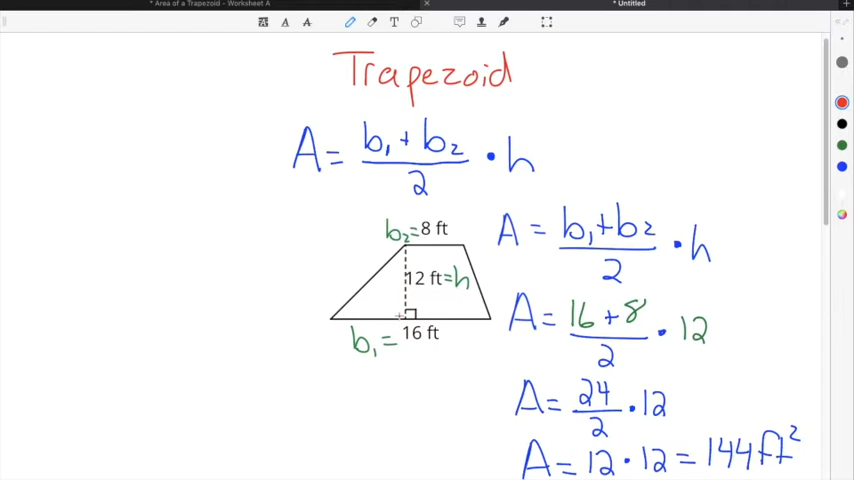 * Area of a Trapezoid - Worksheet A
* Untitled
Trapezoid
A = b₁ + b₂ / 2 • h
b₂ = 8 ft
12 ft = h
b₁ = 16 ft
A = b₁ + b₂ / 2 • h
A = 16 + 8 / 2 • 12
A = 24 / 2 • 12
A = 12 • 12 = 144 ft²